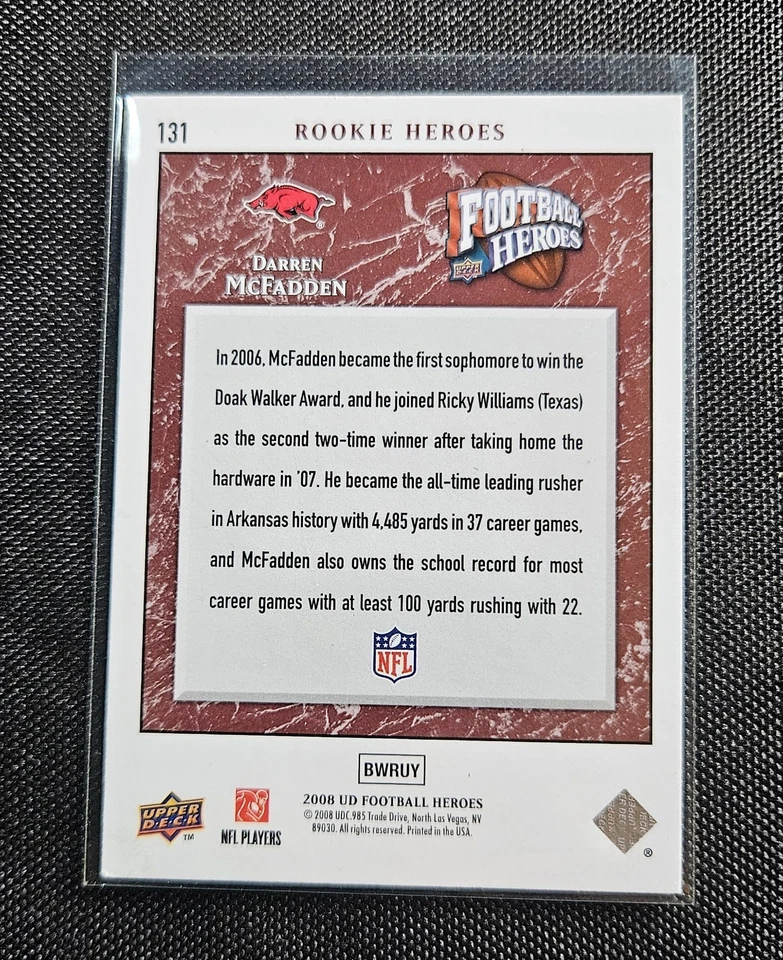 131
ROOKIE HEROES
FOOTBALL
HEROES
DARREN
MCFADDEN
In 2006, McFadden became the first sophomore to win the
Doak Walker Award, and he joined Ricky Williams (Texas)
as the second two-time winner after taking home the
hardware in '07. He became the all-time leading rusher
in Arkansas history with 4,485 yards in 37 career games,
and McFadden also owns the school record for most
career games with at least 100 yards rushing with 22.
NFL
BWRUY
UPPER
D·E·C·K
TM
NFL PLAYERS
2008 UD FOOTBALL HEROES
© 2008 UDC. 985 Trade Drive, North Las Vegas, NV
89030. All rights reserved. Printed in the USA.
®